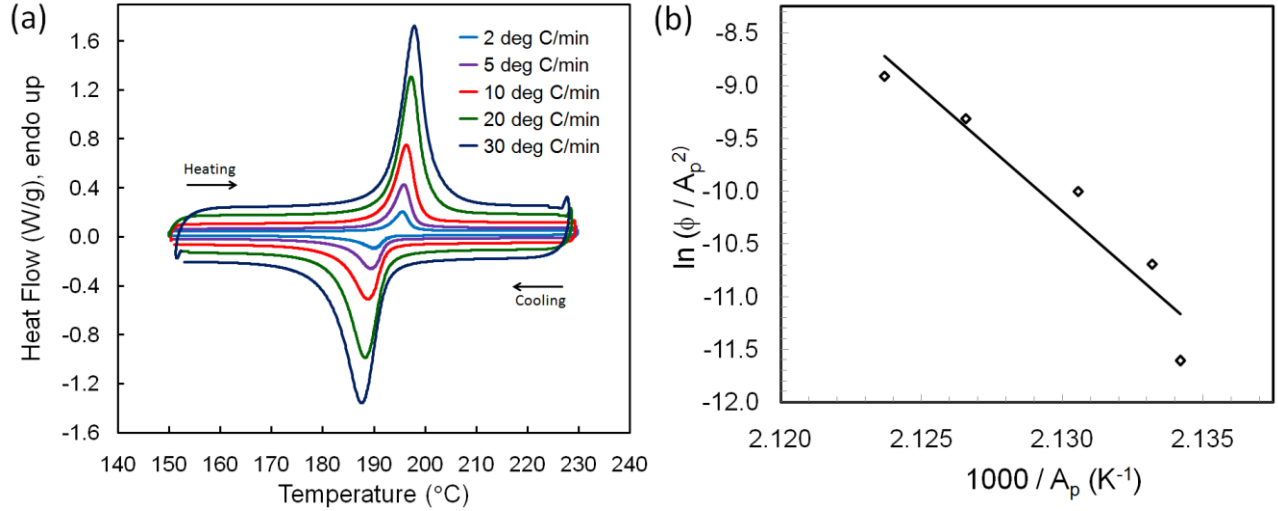 (a)
Heat Flow (W/g), endo up
1.6
1.2
0.8
0.4
0.0
-0.4
-0.8
-1.2
-1.6
2 deg C/min
5 deg C/min
10 deg C/min
20 deg C/min
30 deg C/min
Heating
Cooling
140 150 160 170 180 190 200 210 220 230 240
Temperature (°C)
(b)
ln (ϕ / Aₚ²)
-8.5
-9.0
-9.5
-10.0
-10.5
-11.0
-11.5
-12.0
2.120 2.125 2.130 2.135
1000 / Aₚ (K⁻¹)